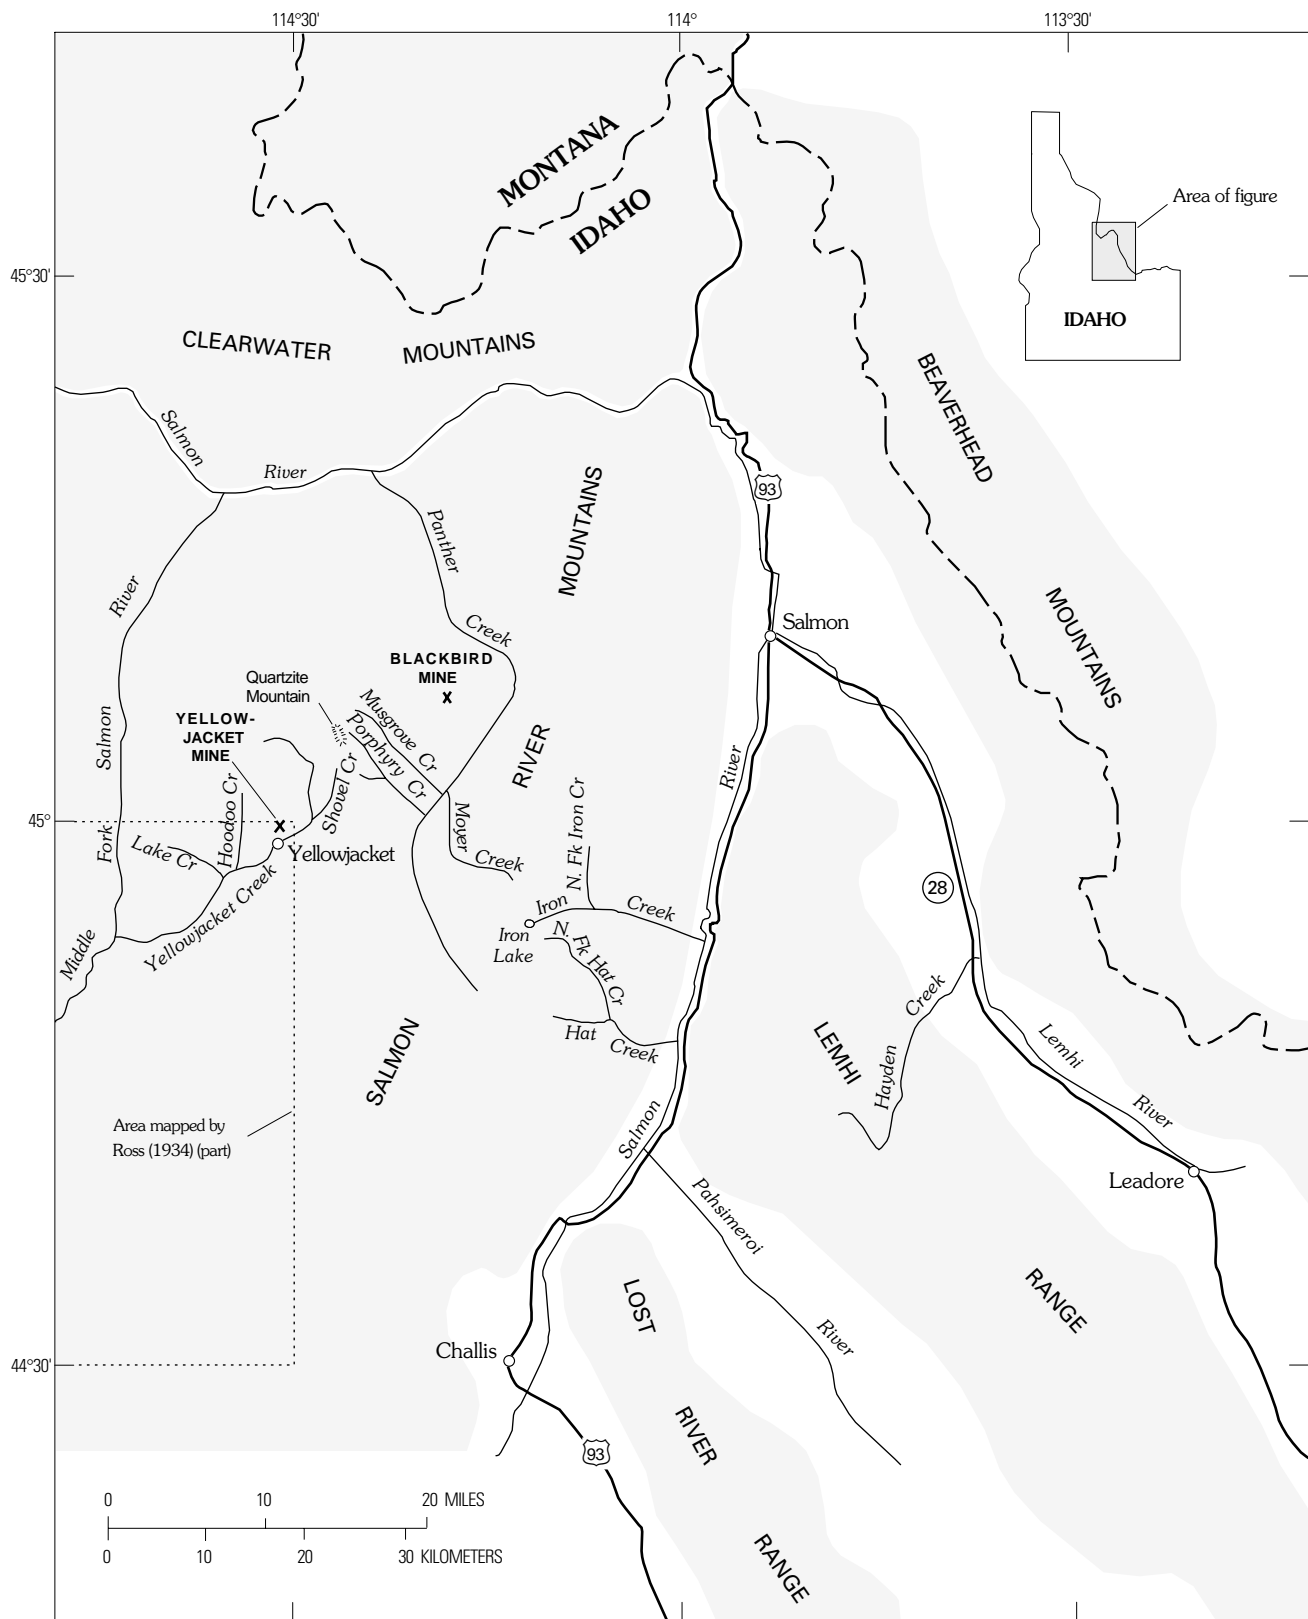 114°30'
114°
113°30'
MONTANA
IDAHO
Area of figure
IDAHO
45°30'
CLEARWATER
MOUNTAINS
BEAVERHEAD
MOUNTAINS
Salmon
River
93
Panther
Creek
MOUNTAINS
RIVER
SALMON
River
Salmon
Fork
Middle
Salmon
BLACKBIRD
MINE
Quartzite
Mountain
YELLOW-
JACKET
MINE
Musgrove Cr
Porphyry Cr
Shovel Cr
Hoodoo Cr
Lake Cr
Yellowjacket
Yellowjacket Creek
45°
Moyer
Creek
N. Fk Iron Cr
Iron
Creek
Iron
Lake
N. Fk Hat Cr
Hat
Creek
River
Salmon
28
Hayden
Creek
LEMHI
RANGE
Lemhi
River
Leadore
Area mapped by
Ross (1934) (part)
Pahsimeroi
River
LOST
RIVER
RANGE
Challis
44°30'
93
0
10
20 MILES
0
10
20
30 KILOMETERS